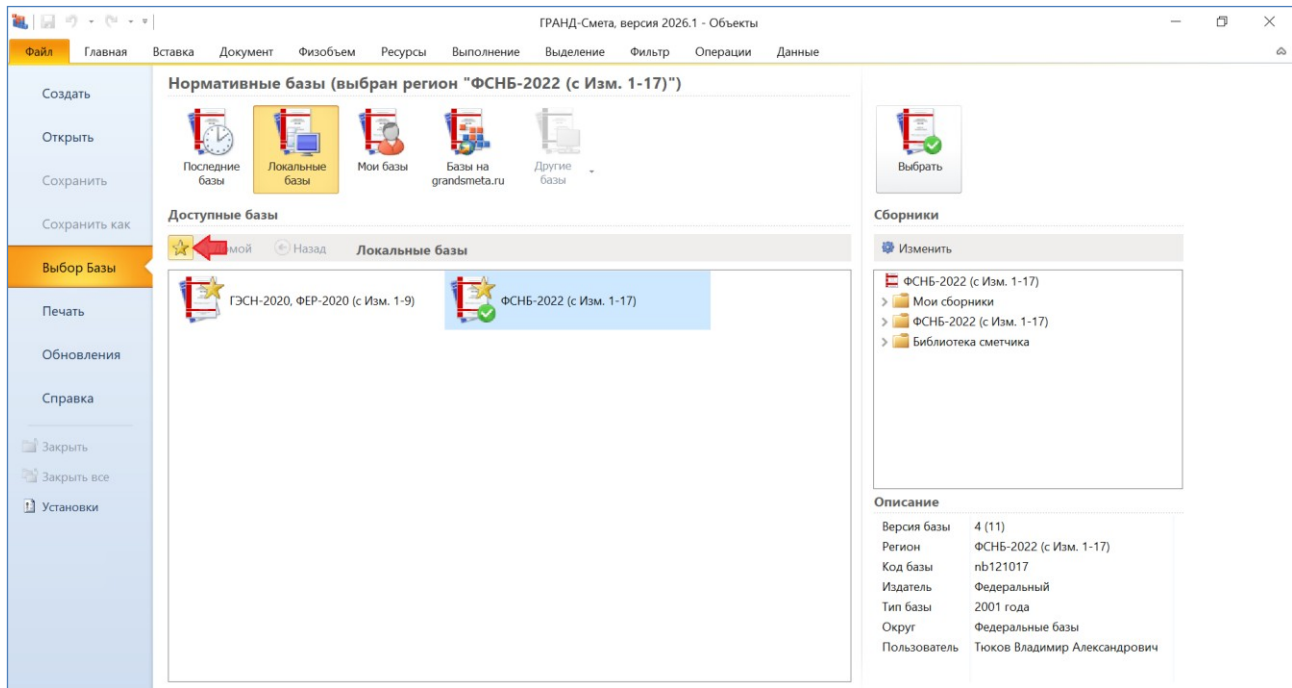 ГРАНД-Смета, версия 2026.1 - Объекты
Файл Главная Вставка Документ Физобъем Ресурсы Выполнение Выделение Фильтр Операции Данные
Создать
Открыть
Сохранить
Сохранить как
Выбор Базы
Печать
Обновления
Справка
Закрыть
Закрыть все
Установки
Нормативные базы (выбран регион "ФСНБ-2022 (с Изм. 1-17)")
Последние базы
Локальные базы
Мои базы
Базы на grandsmeta.ru
Другие базы
Доступные базы
мой Назад Локальные базы
ГЭСН-2020, ФЕР-2020 (с Изм. 1-9)
ФСНБ-2022 (с Изм. 1-17)
Выбрать
Сборники
Изменить
ФСНБ-2022 (с Изм. 1-17)
Мои сборники
ФСНБ-2022 (с Изм. 1-17)
Библиотека сметчика
Описание
Версия базы 4 (11)
Регион ФСНБ-2022 (с Изм. 1-17)
Код базы nb121017
Издатель Федеральный
Тип базы 2001 года
Округ Федеральные базы
Пользователь Тюков Владимир Александрович